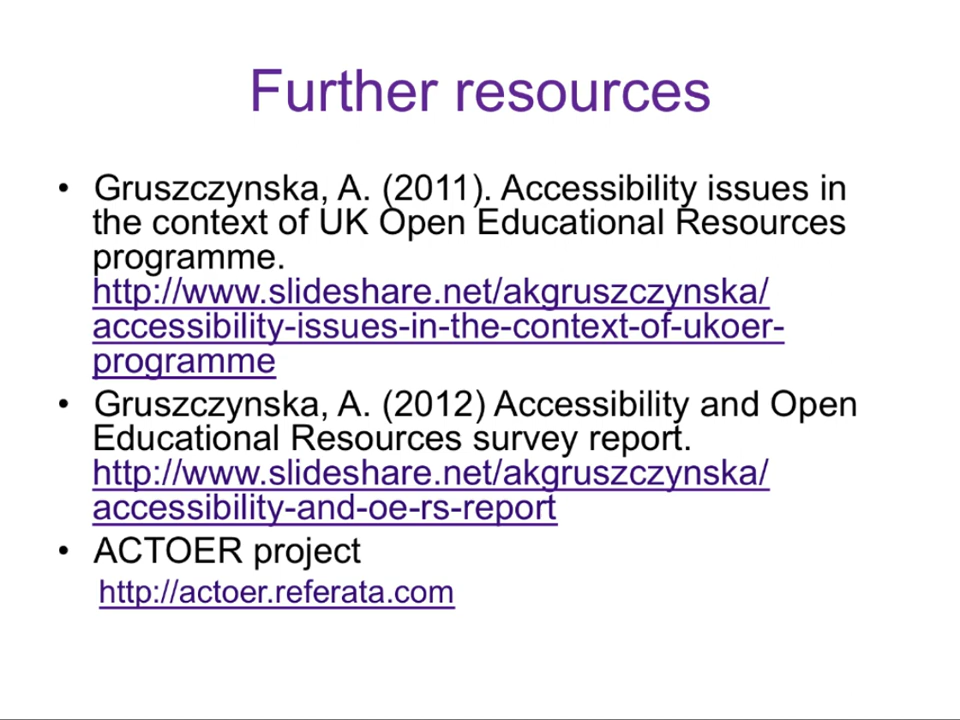 Further resources
• Gruszczynska, A. (2011). Accessibility issues in
the context of UK Open Educational Resources
programme.
http://www.slideshare.net/akgruszczynska/
accessibility-issues-in-the-context-of-ukoer-
programme
• Gruszczynska, A. (2012) Accessibility and Open
Educational Resources survey report.
http://www.slideshare.net/akgruszczynska/
accessibility-and-oe-rs-report
• ACTOER project
http://actoer.referata.com